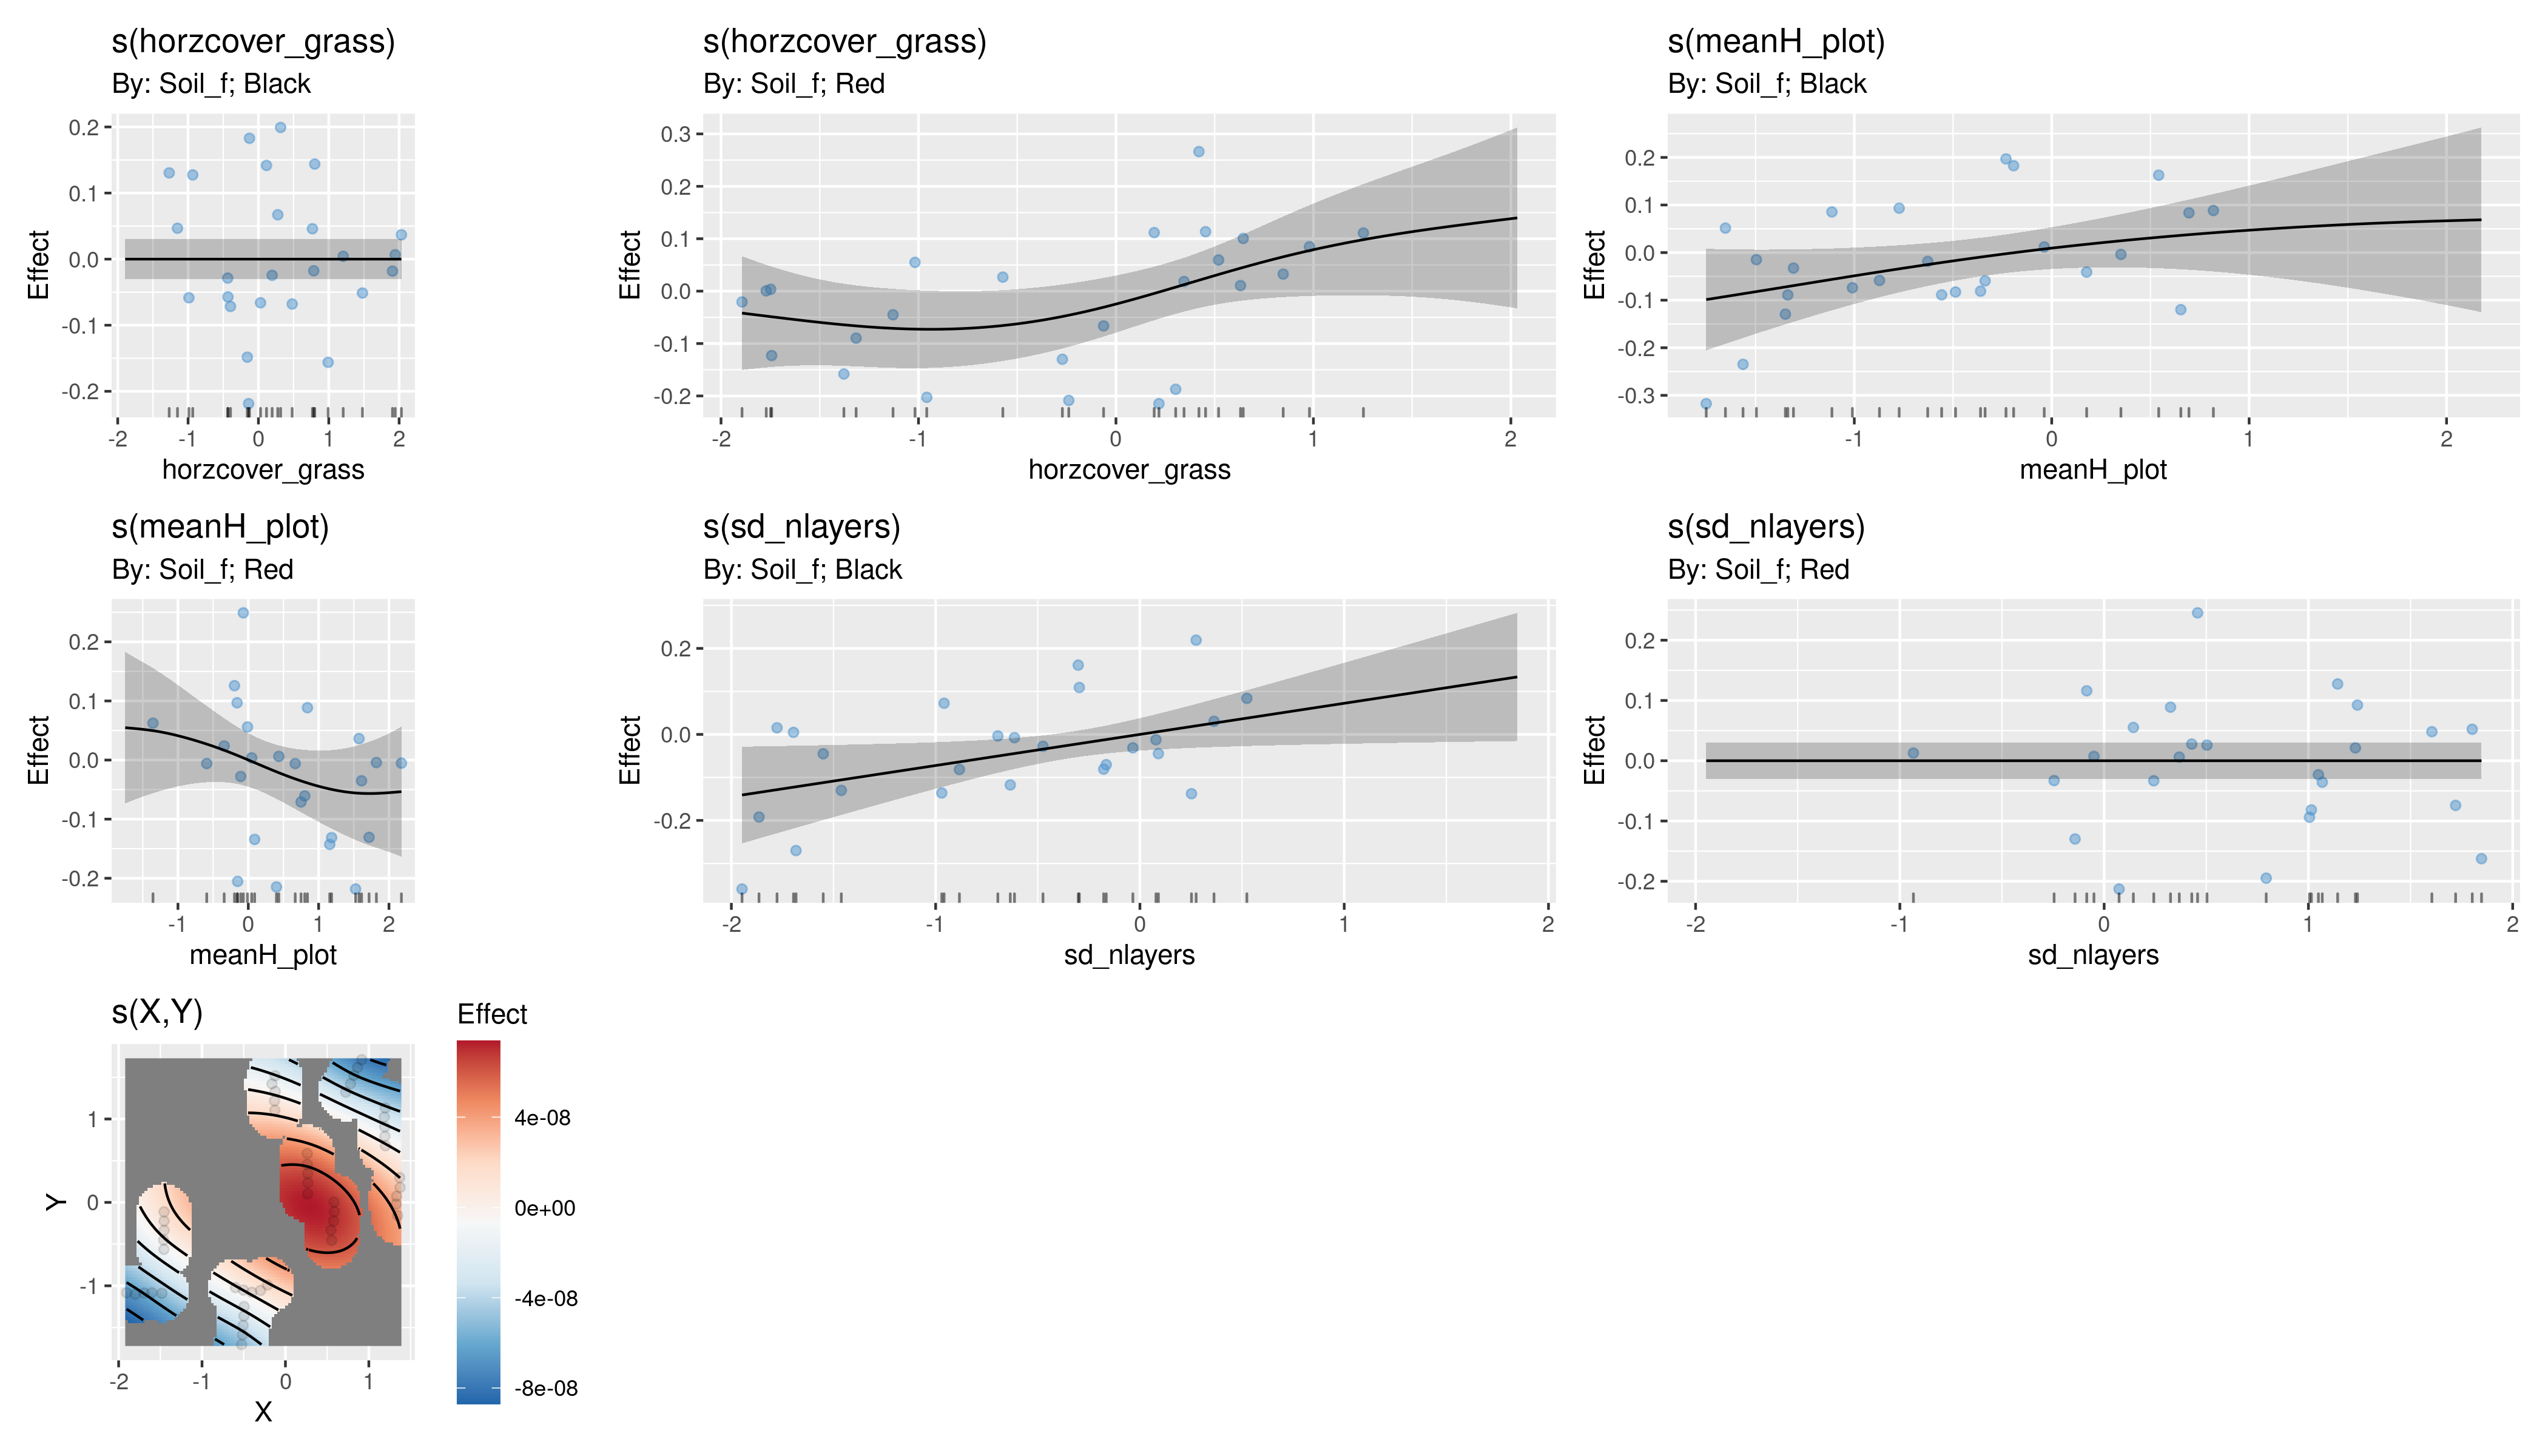 s(horzcover_grass)
By: Soil_f; Black
0.2
0.1
0.0
-0.1
-0.2
Effect
-2 -1 0 1 2
horzcover_grass
s(horzcover_grass)
By: Soil_f; Red
0.3
0.2
0.1
0.0
-0.1
-0.2
Effect
-2 -1 0 1 2
horzcover_grass
s(meanH_plot)
By: Soil_f; Black
0.2
0.1
0.0
-0.1
-0.2
-0.3
Effect
-1 0 1 2
meanH_plot
s(meanH_plot)
By: Soil_f; Red
0.2
0.1
0.0
-0.1
-0.2
Effect
-1 0 1 2
meanH_plot
s(sd_nlayers)
By: Soil_f; Black
0.2
0.0
-0.2
Effect
-2 -1 0 1 2
sd_nlayers
s(sd_nlayers)
By: Soil_f; Red
0.2
0.1
0.0
-0.1
-0.2
Effect
-2 -1 0 1 2
sd_nlayers
s(X,Y)
1
0
-1
Y
-2 -1 0 1
X
Effect
4e-08
0e+00
-4e-08
-8e-08